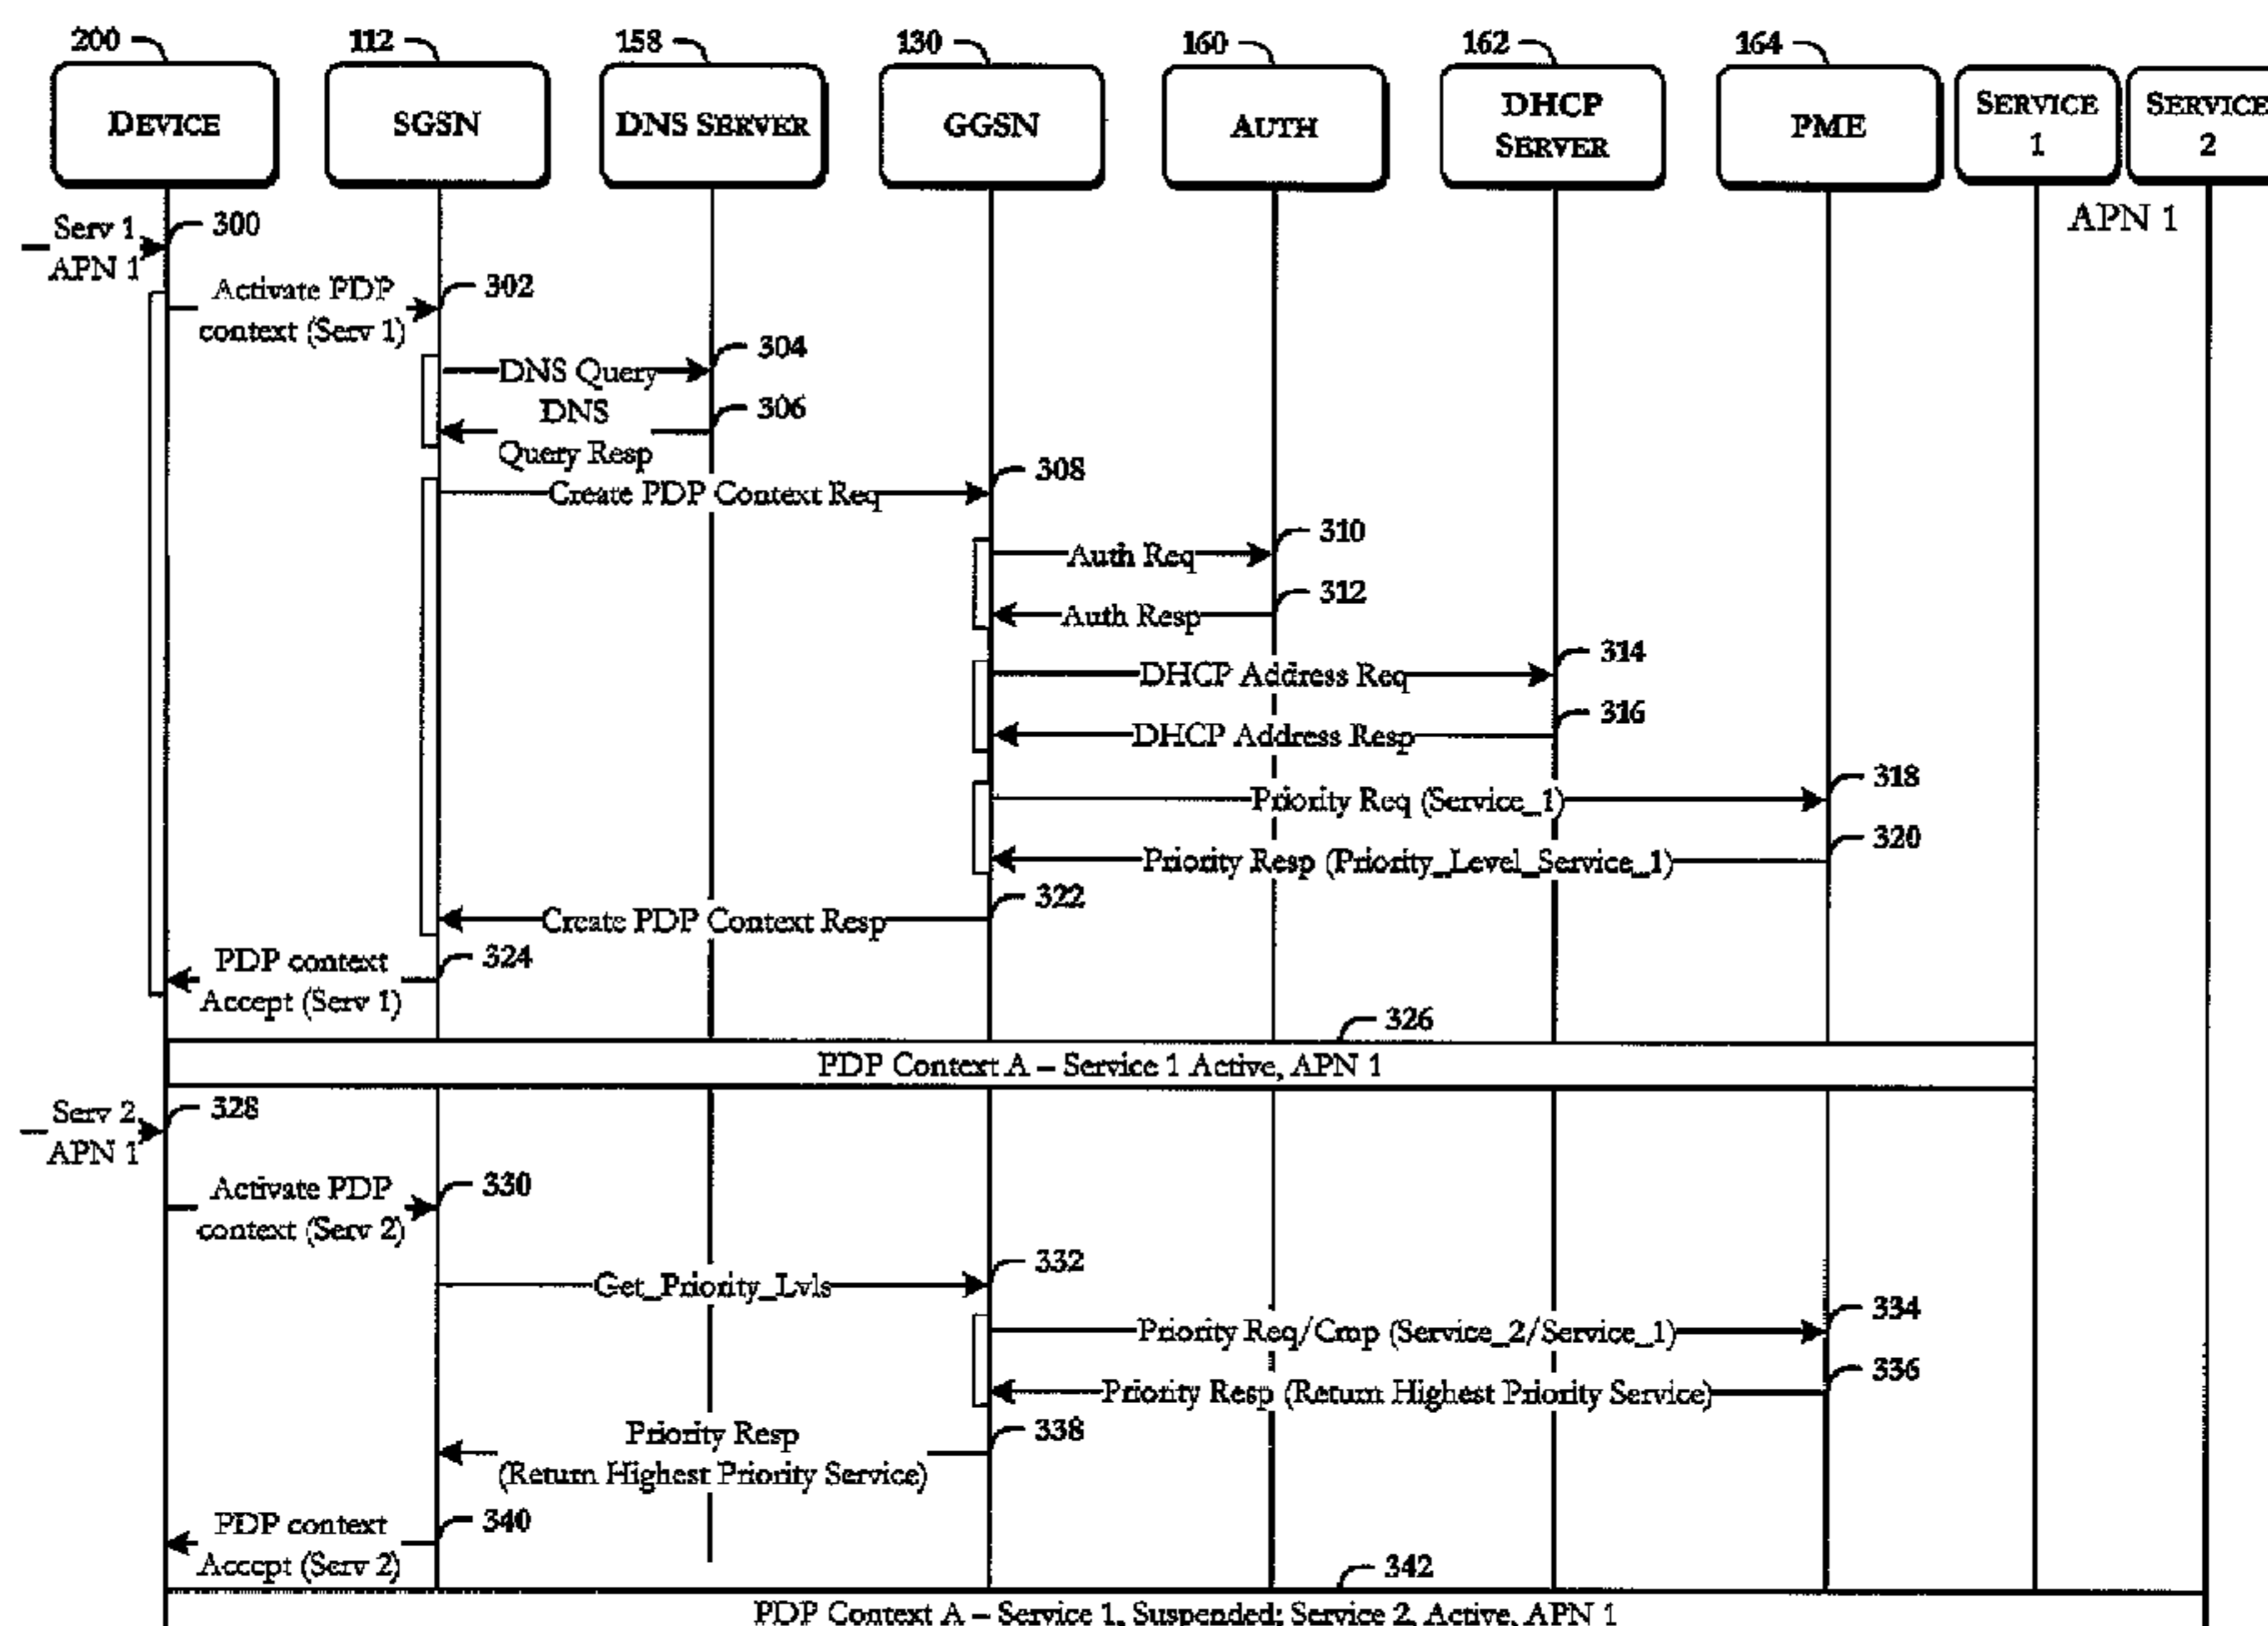 200
112
158
130
160
162
164
DEVICE
SGSN
DNS SERVER
GGSN
AUTH
DHCP
SERVER
PME
SERVICE
1
SERVICE
2
APN 1
Serv 1,
APN 1
300
Activate PDP
context (Serv 1)
302
DNS Query
304
DNS
Query Resp
306
Create PDP Context Req
308
Auth Req
310
Auth Resp
312
DHCP Address Req
314
DHCP Address Resp
316
Priority Req (Service_1)
318
Priority Resp (Priority_Level_Service_1)
320
Create PDP Context Resp
322
PDP context
Accept (Serv 1)
324
326
PDP Context A – Service 1 Active, APN 1
Serv 2,
APN 1
328
Activate PDP
context (Serv 2)
330
Get_Priority_Lvls
332
Priority Req/Cmp (Service_2/Service_1)
334
Priority Resp (Return Highest Priority Service)
336
Priority Resp
(Return Highest Priority Service)
338
PDP context
Accept (Serv 2)
340
342
PDP Context A – Service 1, Suspended; Service 2, Active, APN 1